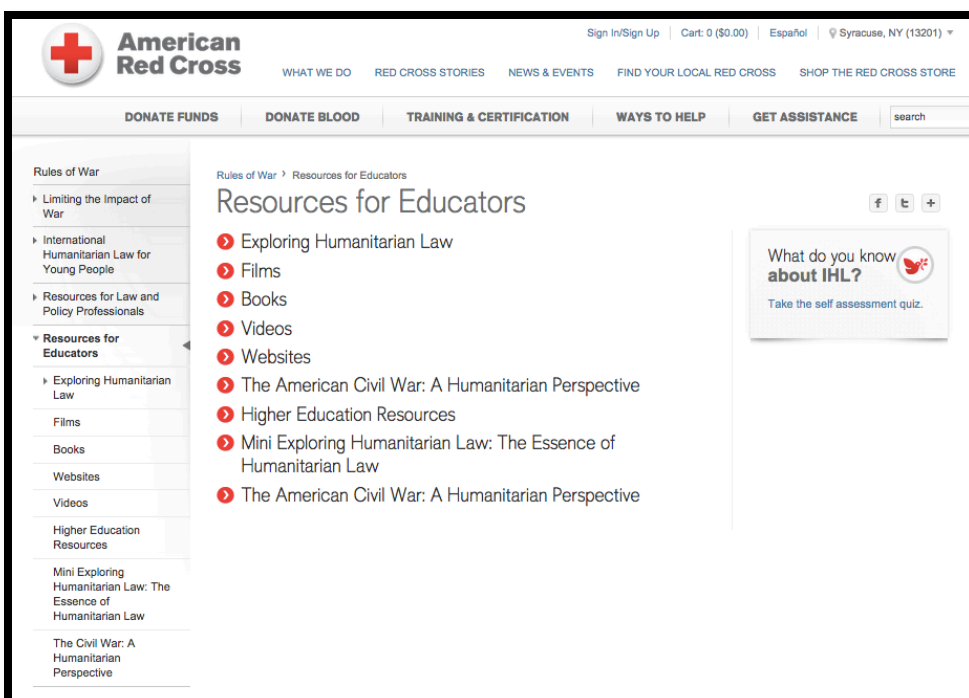 American
Red Cross
Sign In/Sign Up
Cart: 0 ($0.00)
Español
Syracuse, NY (13201)
WHAT WE DO
RED CROSS STORIES
NEWS & EVENTS
FIND YOUR LOCAL RED CROSS
SHOP THE RED CROSS STORE
DONATE FUNDS
DONATE BLOOD
TRAINING & CERTIFICATION
WAYS TO HELP
GET ASSISTANCE
search
Rules of War
Limiting the Impact of
War
International
Humanitarian Law for
Young People
Resources for Law and
Policy Professionals
Resources for
Educators
Exploring Humanitarian
Law
Films
Books
Websites
Videos
Higher Education
Resources
Mini Exploring
Humanitarian Law: The
Essence of
Humanitarian Law
The Civil War: A
Humanitarian
Perspective
Rules of War › Resources for Educators
Resources for Educators
Exploring Humanitarian Law
Films
Books
Videos
Websites
The American Civil War: A Humanitarian Perspective
Higher Education Resources
Mini Exploring Humanitarian Law: The Essence of
Humanitarian Law
The American Civil War: A Humanitarian Perspective
f t +
What do you know
about IHL?
Take the self assessment quiz.